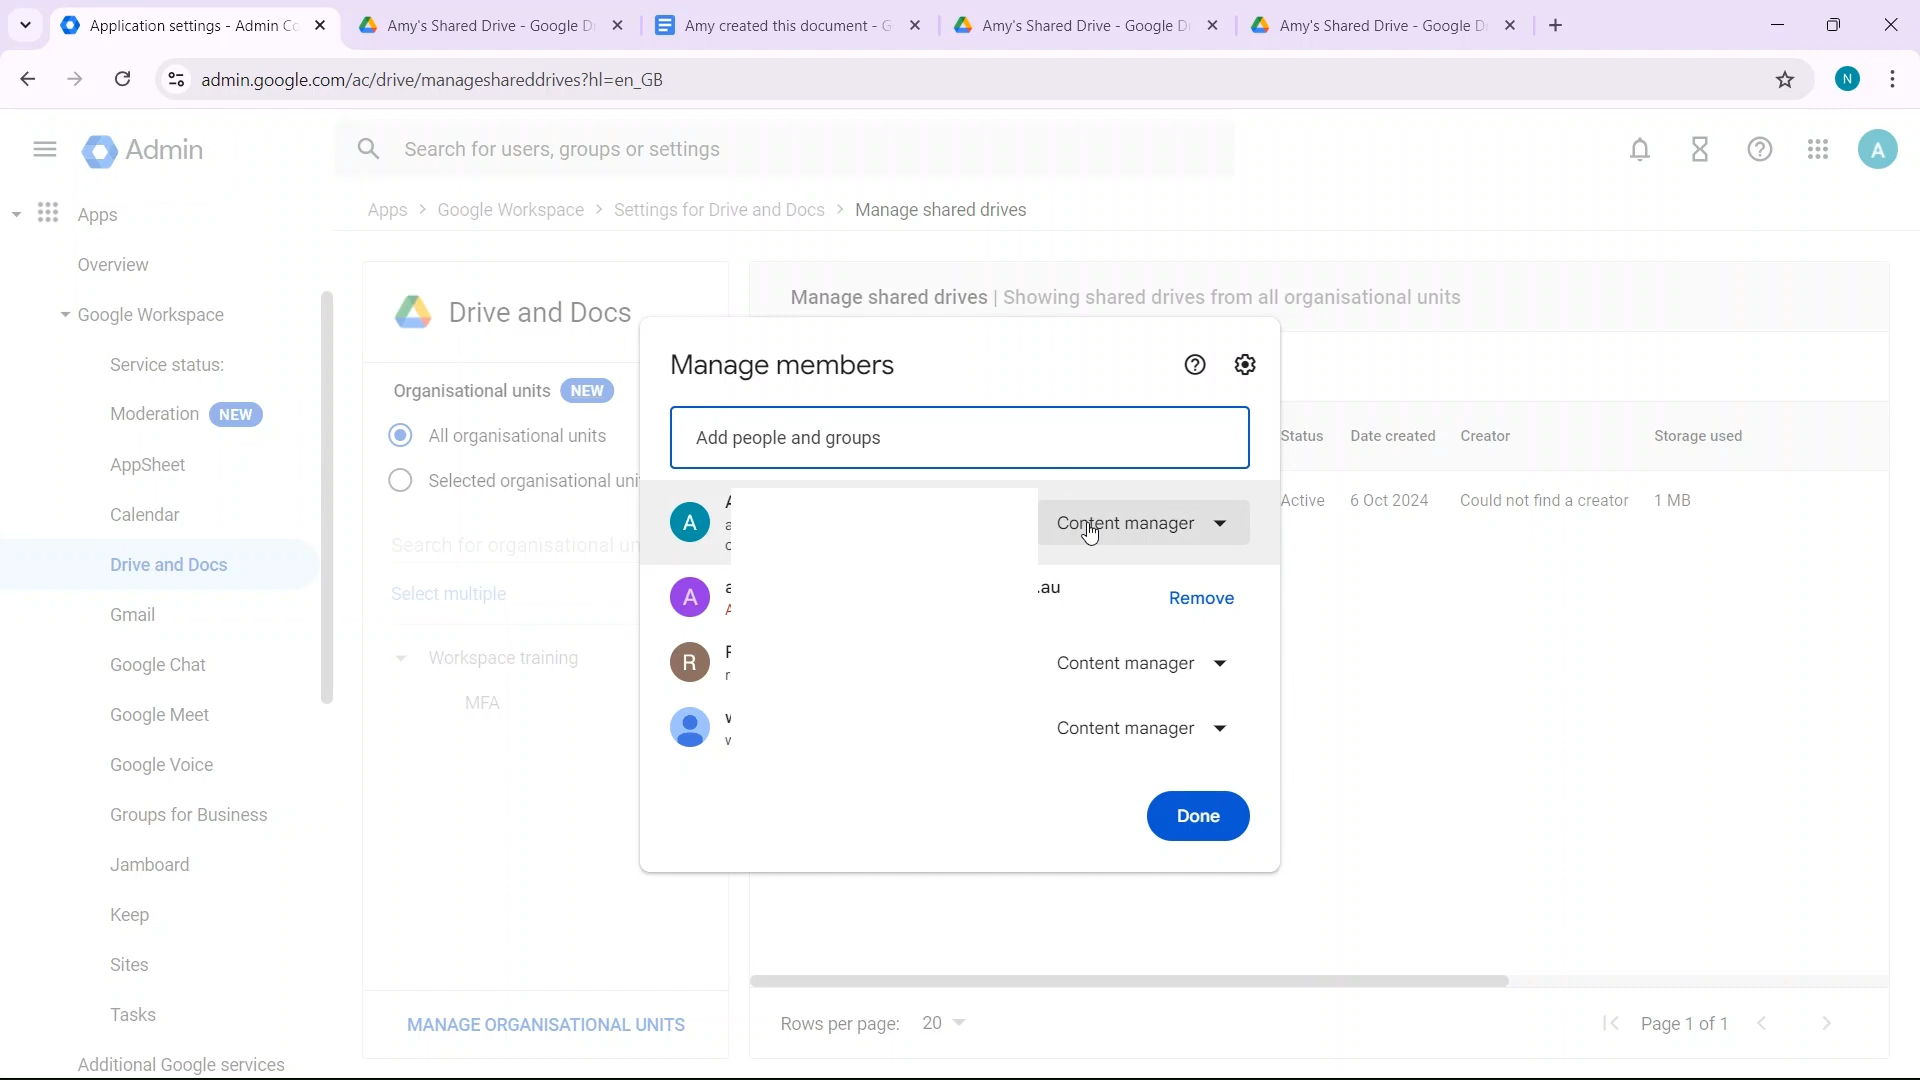 Application settings - Admin Co
Amy's Shared Drive - Google D
Amy created this document - G
Amy's Shared Drive - Google D
Amy's Shared Drive - Google D
admin.google.com/ac/drive/manageshareddrives?hl=en_GB
N
Admin
Search for users, groups or settings
A
Apps
Apps > Google Workspace > Settings for Drive and Docs > Manage shared drives
Overview
Google Workspace
Service status:
Moderation NEW
AppSheet
Calendar
Drive and Docs
Gmail
Google Chat
Google Meet
Google Voice
Groups for Business
Jamboard
Keep
Sites
Tasks
Additional Google services
Drive and Docs
Organisational units NEW
All organisational units
Selected organisational uni
Search for organisational un
Select multiple
Workspace training
MFA
MANAGE ORGANISATIONAL UNITS
Manage shared drives | Showing shared drives from all organisational units
Status Date created Creator Storage used
Active 6 Oct 2024 Could not find a creator 1 MB
Manage members
Add people and groups
A
Content manager
A
.au
Remove
R
Content manager
Content manager
Done
Rows per page: 20
Page 1 of 1